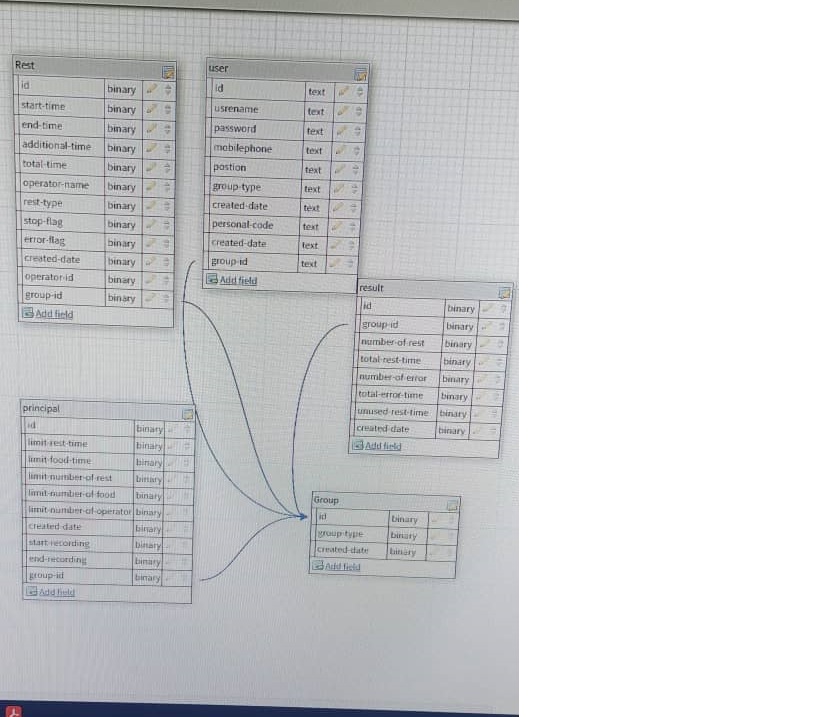 Rest
id binary
start-time binary
end-time binary
additional-time binary
total-time binary
operator-name binary
rest-type binary
stop-flag binary
error-flag binary
created-date binary
operator-id binary
group-id binary
Add field
user
id text
usrename text
password text
mobilephone text
postion text
group-type text
created-date text
personal-code text
created-date text
group-id text
Add field
result
id binary
group-id binary
number-of-rest binary
total-rest-time binary
number-of-error binary
total-error-time binary
unused-rest-time binary
created-date binary
Add field
principal
id binary
limit-rest-time binary
limit-food-time binary
limit-number-of-rest binary
limit-number-of-food binary
limit-number-of-operator binary
created-date binary
start-recording binary
end-recording binary
group-id binary
Add field
Group
id binary
group-type binary
created-date binary
Add field